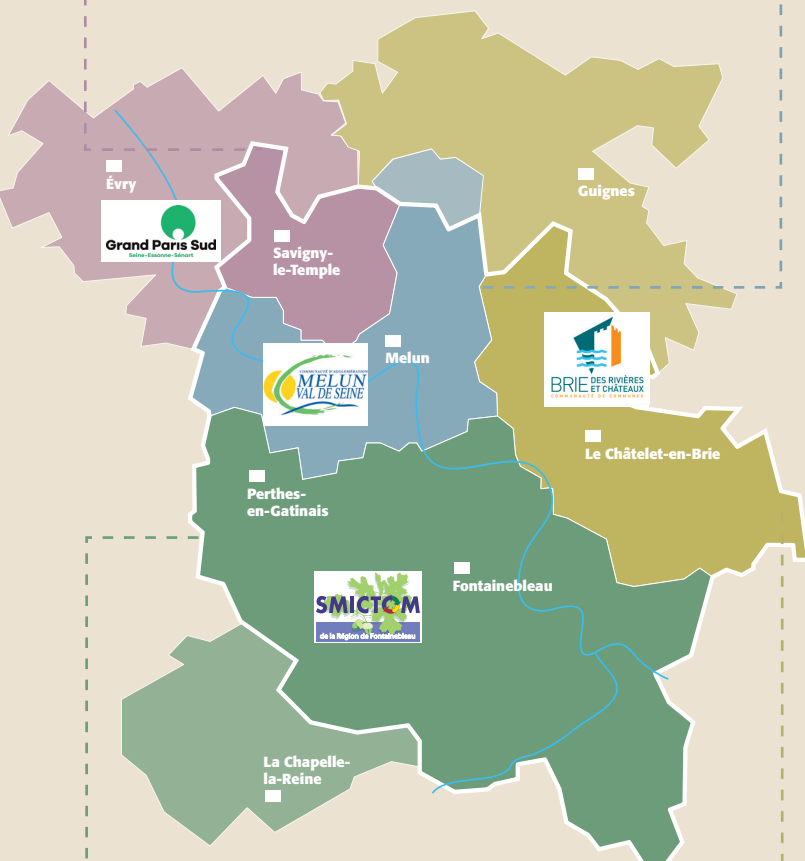 Évry
Grand Paris Sud
Seine-Essonne-Sénart
Savigny-
le-Temple
Guignes
Melun
COMMUNAUTÉ D'AGGLOMÉRATION
MELUN
VAL DE SEINE
BRIE DES RIVIÈRES
ET CHÂTEAUX
COMMUNAUTÉ DE COMMUNES
Le Châtelet-en-Brie
Perthes-
en-Gatinais
Fontainebleau
SMICTOM
de la Région de Fontainebleau
La Chapelle-
la-Reine